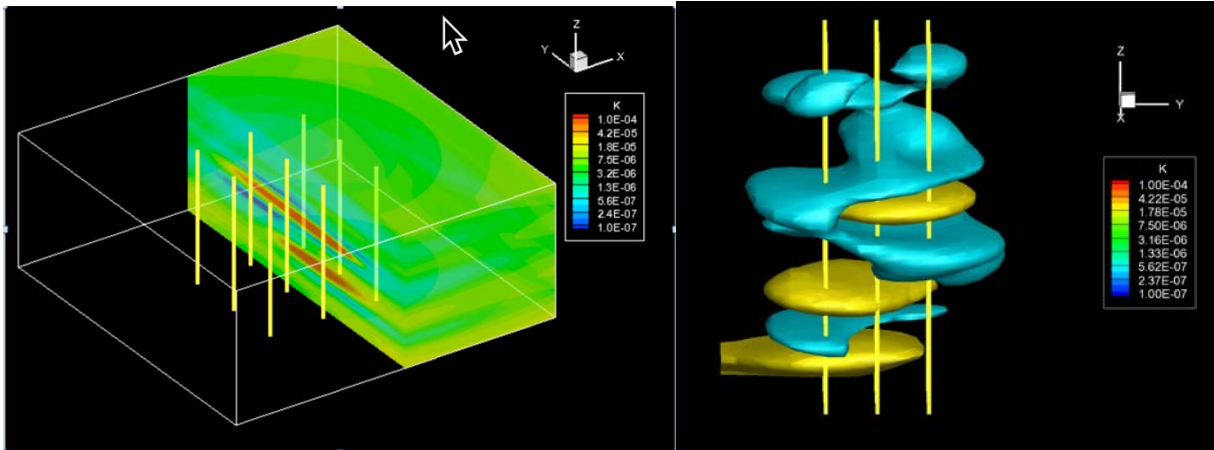 Z
Y
X
K
1.0E-04
4.2E-05
1.8E-05
7.5E-06
3.2E-06
1.3E-06
5.6E-07
2.4E-07
1.0E-07
Z
Y
X
K
1.00E-04
4.22E-05
1.78E-05
7.50E-06
3.16E-06
1.33E-06
5.62E-07
2.37E-07
1.00E-07